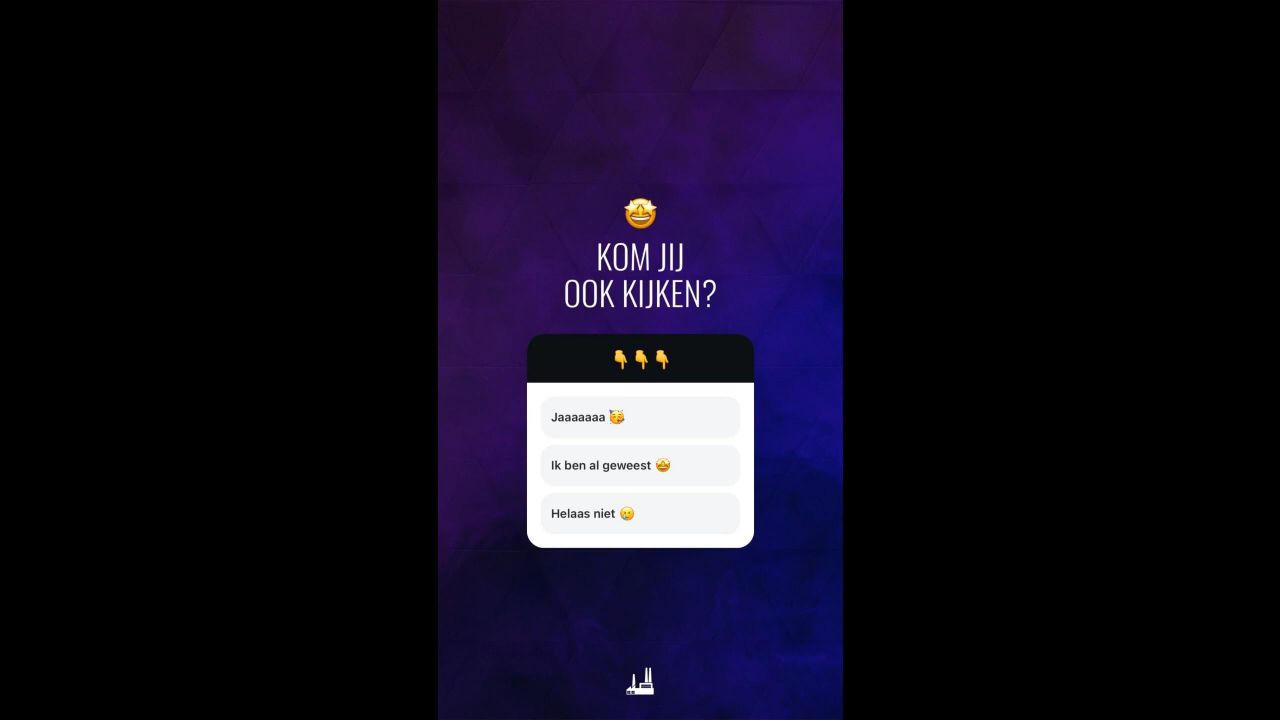 🤩
KOM JIJ
OOK KIJKEN?
👇👇👇
Jaaaaaaa 🥳
Ik ben al geweest 🤩
Helaas niet 🥲